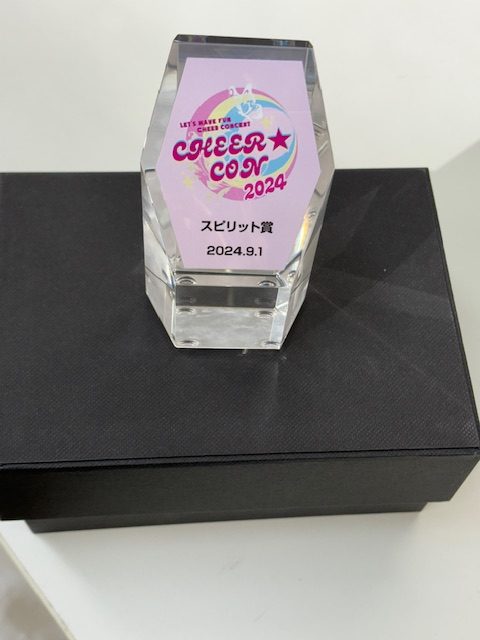 LET'S HAVE FUN
CHEER CONCERT
CHEER★
CON
2024
スピリット賞
2024.9.1